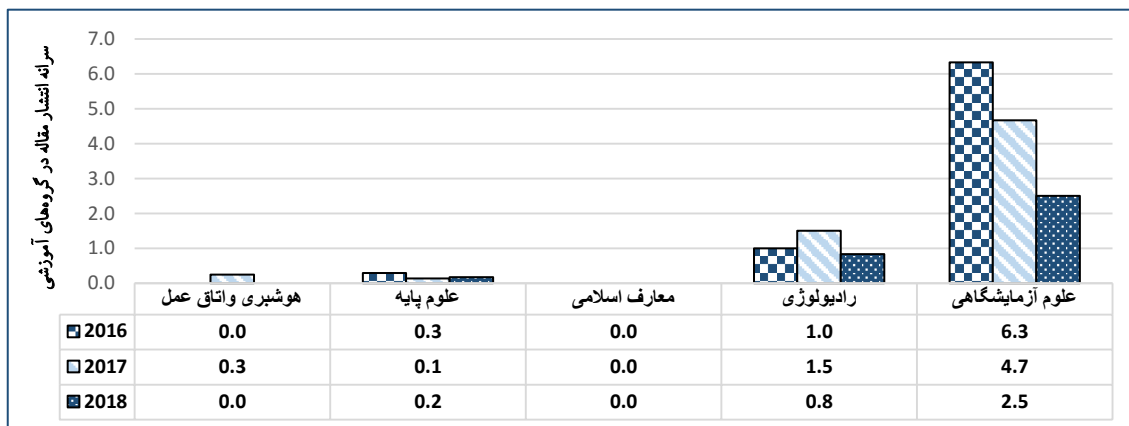 سرانه انتشار مقاله در گروه‌های آموزشی
7.0
6.0
5.0
4.0
3.0
2.0
1.0
0.0
هوشبری واتاق عمل علوم پایه معارف اسلامی رادیولوژی علوم آزمایشگاهی
2016 0.0 0.3 0.0 1.0 6.3
2017 0.3 0.1 0.0 1.5 4.7
2018 0.0 0.2 0.0 0.8 2.5